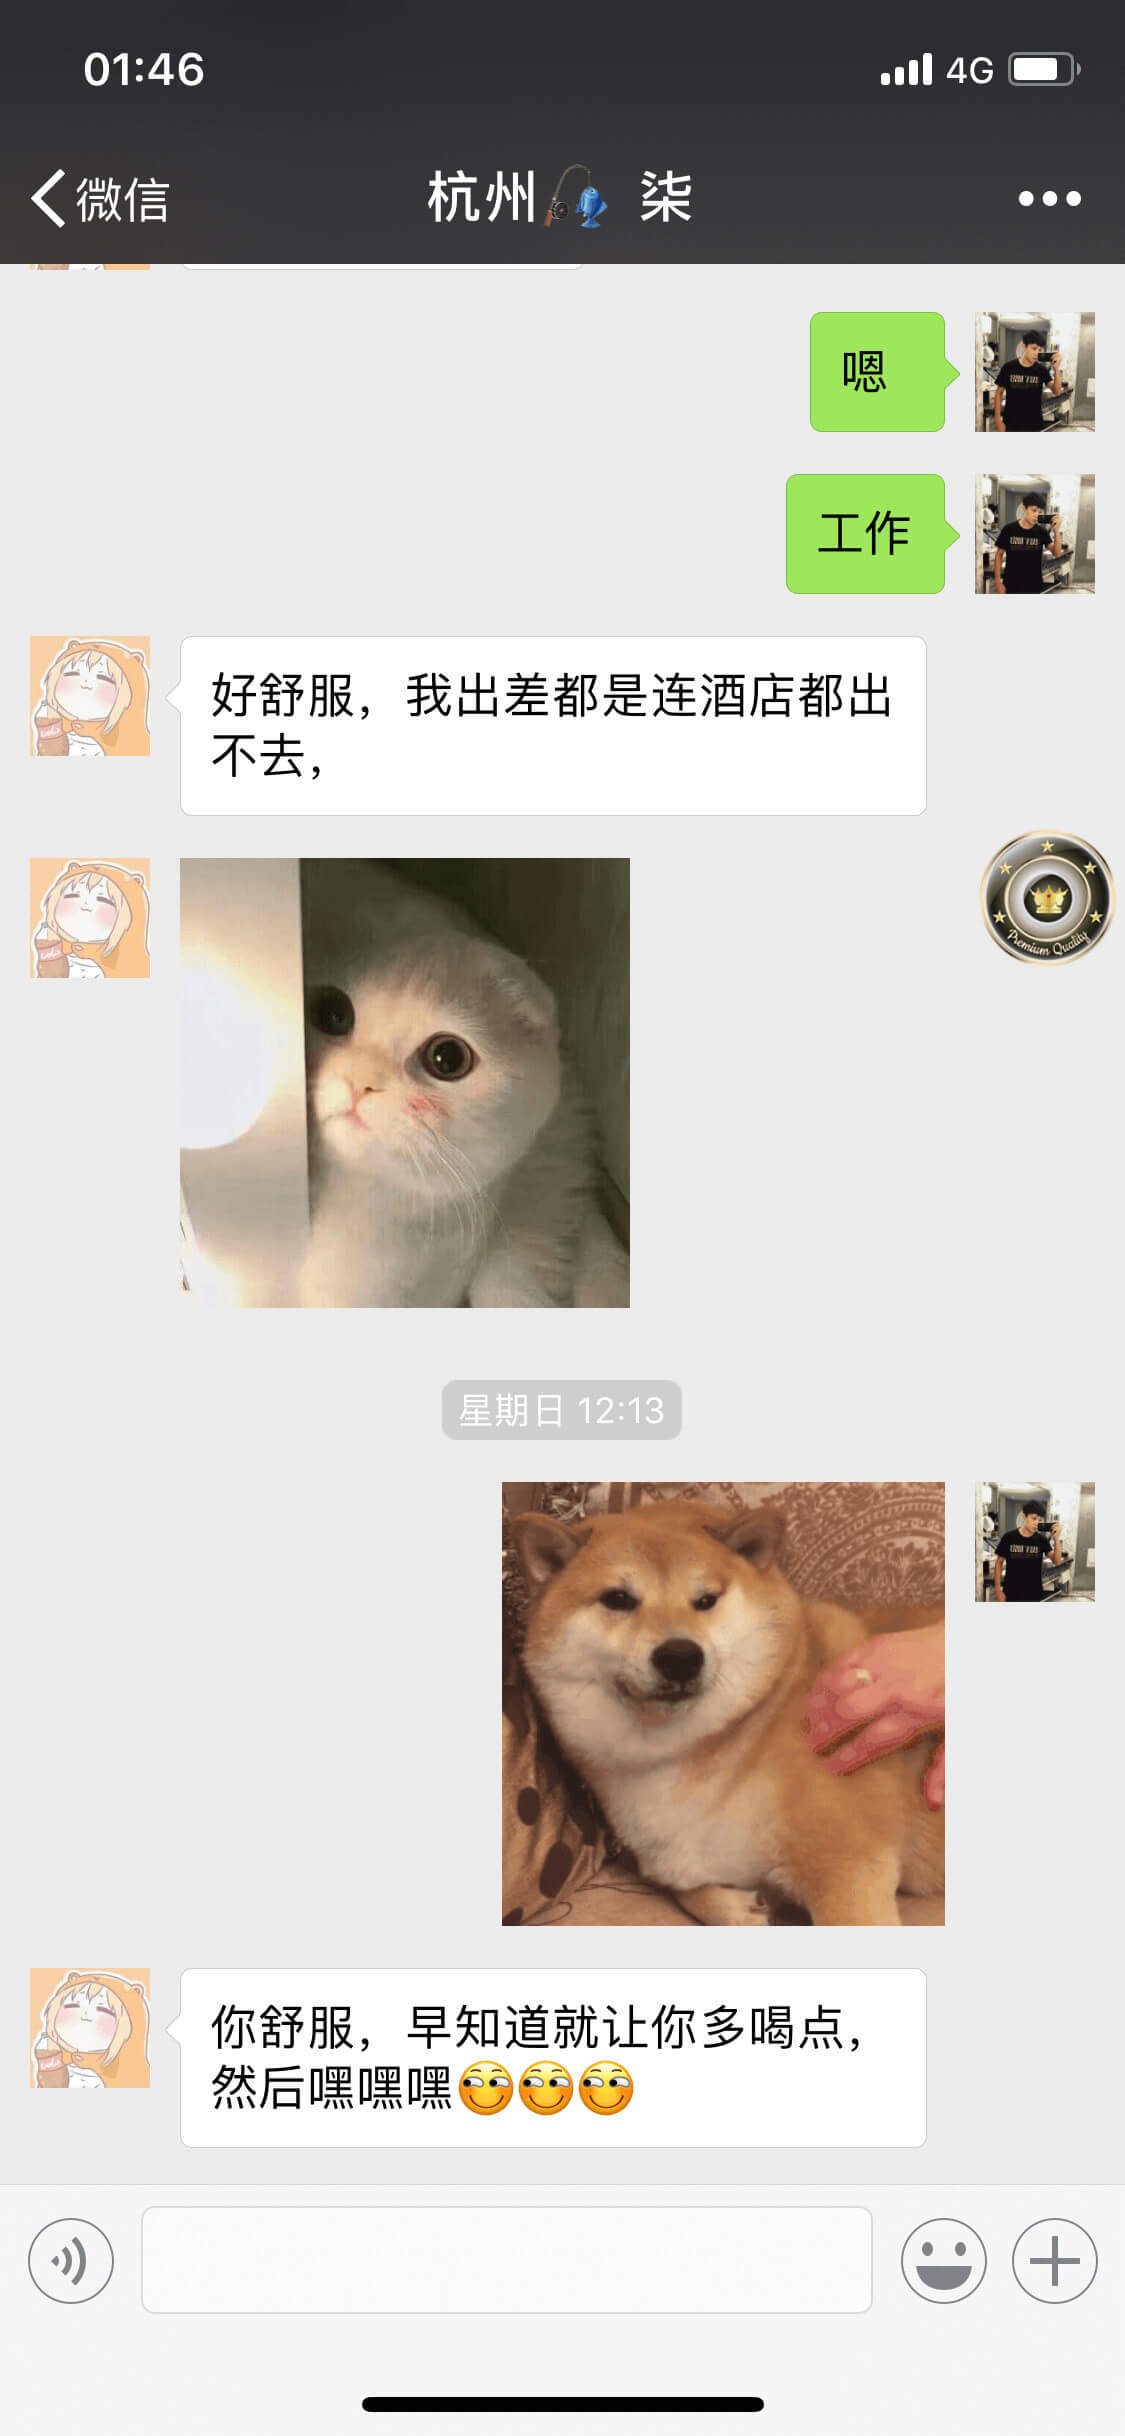 01:46
4G
微信
杭州🎣 柒
嗯
工作
好舒服，我出差都是连酒店都出
不去，
Premium Quality
星期日 12:13
你舒服，早知道就让你多喝点，
然后嘿嘿嘿